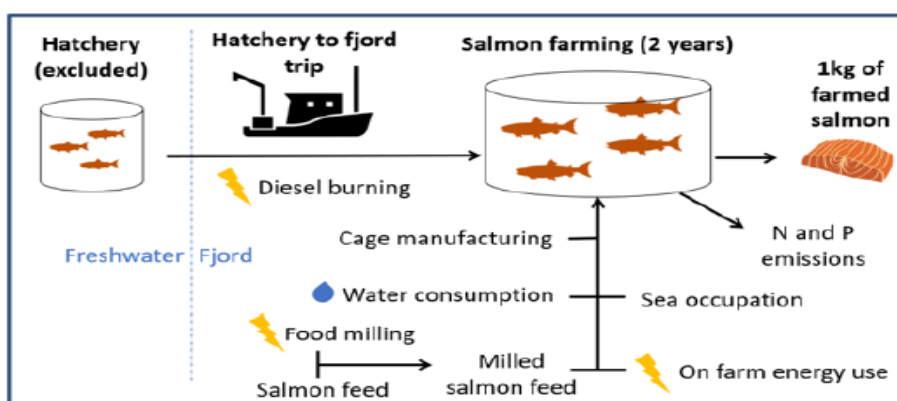 Hatchery
(excluded)
Hatchery to fjord
trip
Salmon farming (2 years)
1kg of
farmed
salmon
Diesel burning
Freshwater
Fjord
Cage manufacturing
N and P
emissions
Water consumption
Sea occupation
Food milling
Salmon feed
Milled
salmon feed
On farm energy use